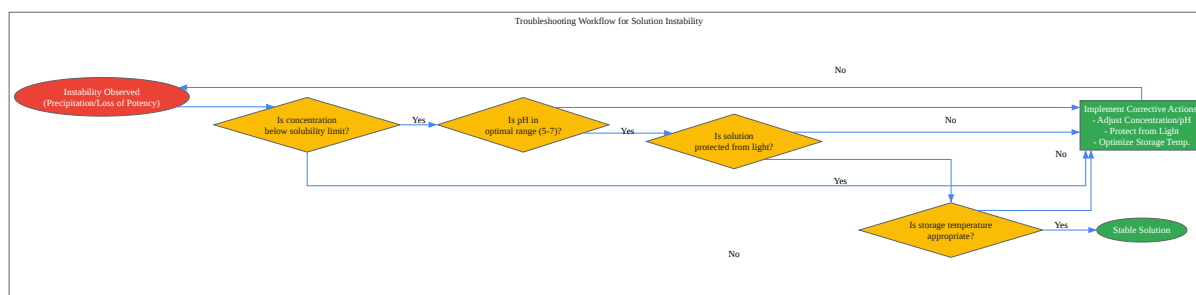 Troubleshooting Workflow for Solution Instability
No
Instability Observed
(Precipitation/Loss of Potency)
Is concentration
below solubility limit?
Yes
Is pH in
optimal range (5-7)?
Yes
Is solution
protected from light?
No
Implement Corrective Actions
- Adjust Concentration/pH
- Protect from Light
- Optimize Storage Temp.
No
Yes
Is storage temperature
appropriate?
Yes
Stable Solution
No